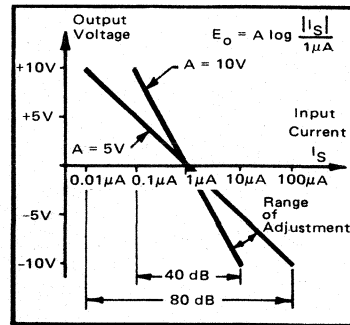 Output
Voltage
E₀ = A log |I_S| / 1μA
+10V
A = 10V
+5V
A = 5V
Input
Current
I_S
0.01μA 0.1μA 1μA 10μA 100μA
-5V
Range
of
Adjustment
-10V
40 dB
80 dB